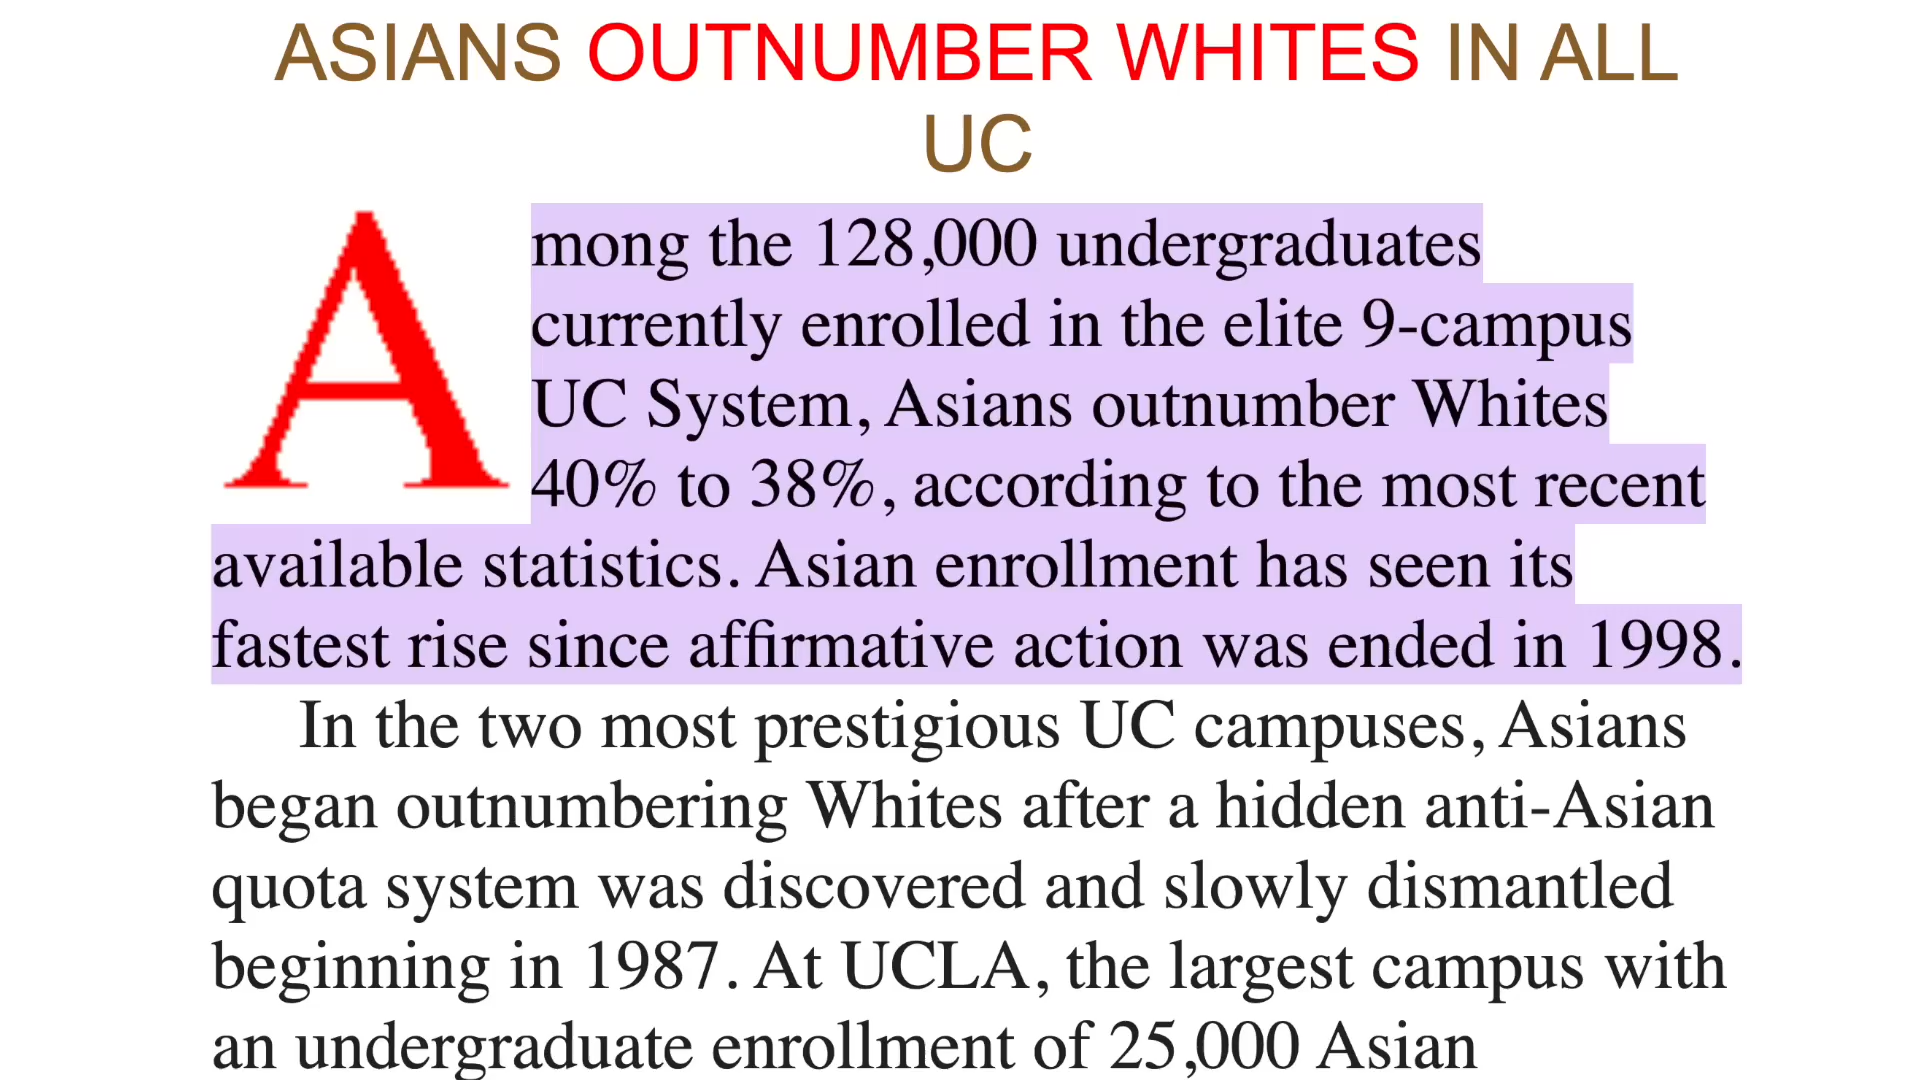 ASIANS OUTNUMBER WHITES IN ALL
UC
Among the 128,000 undergraduates
currently enrolled in the elite 9-campus
UC System, Asians outnumber Whites
40% to 38%, according to the most recent
available statistics. Asian enrollment has seen its
fastest rise since affirmative action was ended in 1998.
In the two most prestigious UC campuses, Asians
began outnumbering Whites after a hidden anti-Asian
quota system was discovered and slowly dismantled
beginning in 1987. At UCLA, the largest campus with
an undergraduate enrollment of 25,000 Asian